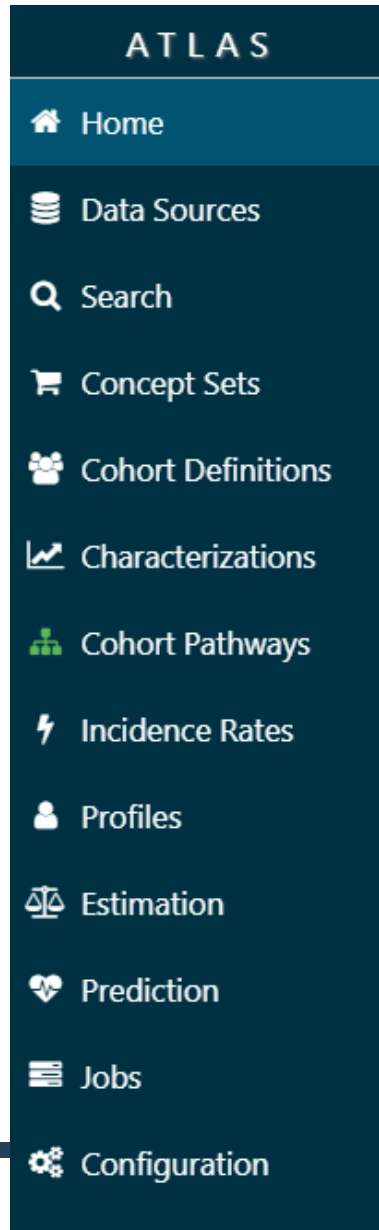 ATLAS
Home
Data Sources
Search
Concept Sets
Cohort Definitions
Characterizations
Cohort Pathways
Incidence Rates
Profiles
Estimation
Prediction
Jobs
Configuration